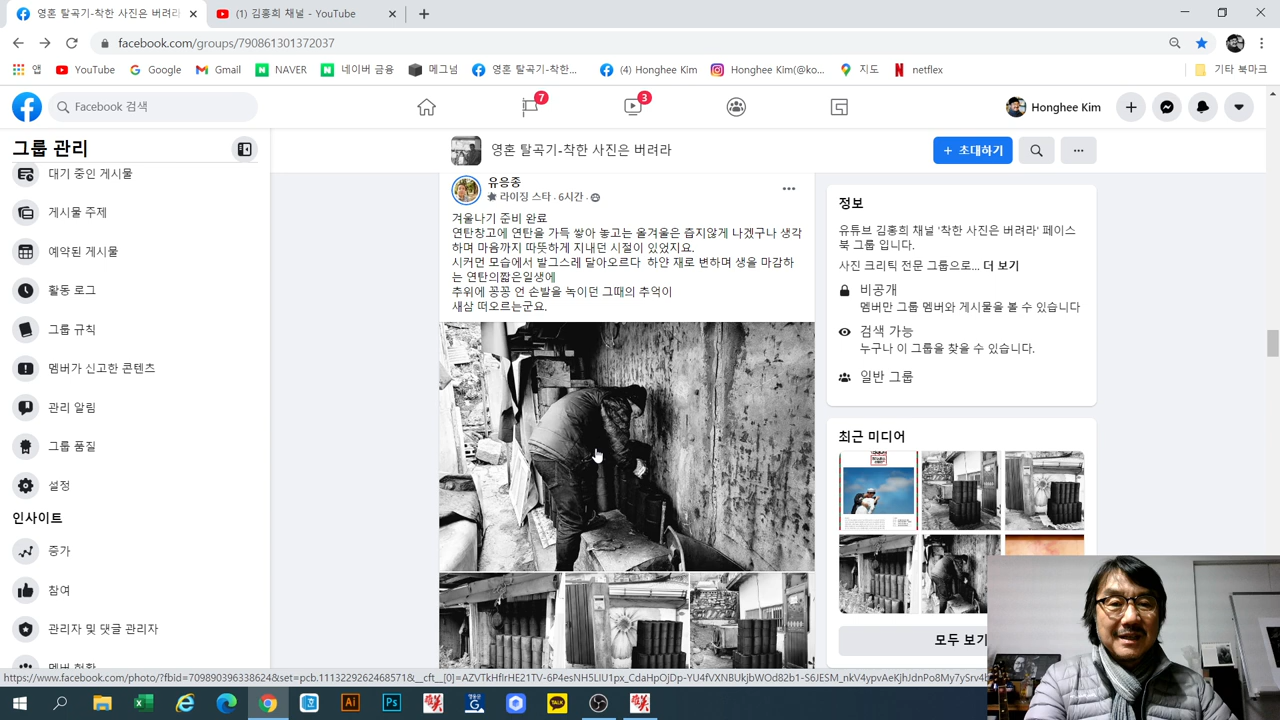 영혼 탈곡기-착한 사진은 버려라
(1) 김홍희 채널 - YouTube
facebook.com/groups/790861301372037
앱
YouTube
Google
Gmail
NAVER
네이버 금융
메그넘
영혼 탈곡기-착한...
(4) Honghee Kim
Honghee Kim(@ko...
지도
netflex
기타 북마크
Facebook 검색
7
3
Honghee Kim
그룹 관리
영혼 탈곡기-착한 사진은 버려라
+ 초대하기
대기 중인 게시물
게시물 주제
예약된 게시물
활동 로그
그룹 규칙
멤버가 신고한 콘텐츠
관리 알림
그룹 품질
설정
인사이트
증가
참여
관리자 및 댓글 관리자
멤버 현황
유응종
라이징 스타 · 6시간 ·
겨울나기 준비 완료
연탄창고에 연탄을 가득 쌓아 놓고는 올겨울은 춥지않게 나겠구나 생각
하며 마음까지 따뜻하게 지내던 시절이 있었지요.
시커먼 모습에서 발그스레 달아오르다 하얀 재로 변하며 생을 마감하
는 연탄의짧은일생에
추위에 꽁꽁 언 손발을 녹이던 그때의 추억이
새삼 떠오르는군요.
정보
유튜브 김홍희 채널 '착한 사진은 버려라' 페이스
북 그룹 입니다.
사진 크리틱 전문 그룹으로... 더 보기
비공개
멤버만 그룹 멤버와 게시물을 볼 수 있습니다
검색 가능
누구나 이 그룹을 찾을 수 있습니다.
일반 그룹
최근 미디어
모두 보기